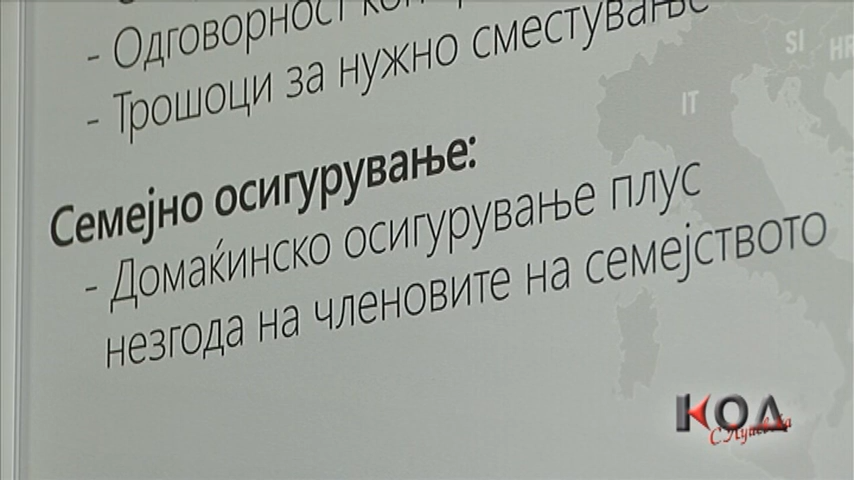 - Одговорност
- Трошоци за нужно сместување
Семејно осигурување:
- Домаќинско осигурување плус
незгода на членовите на семејството
IT
SI
HR
КОД